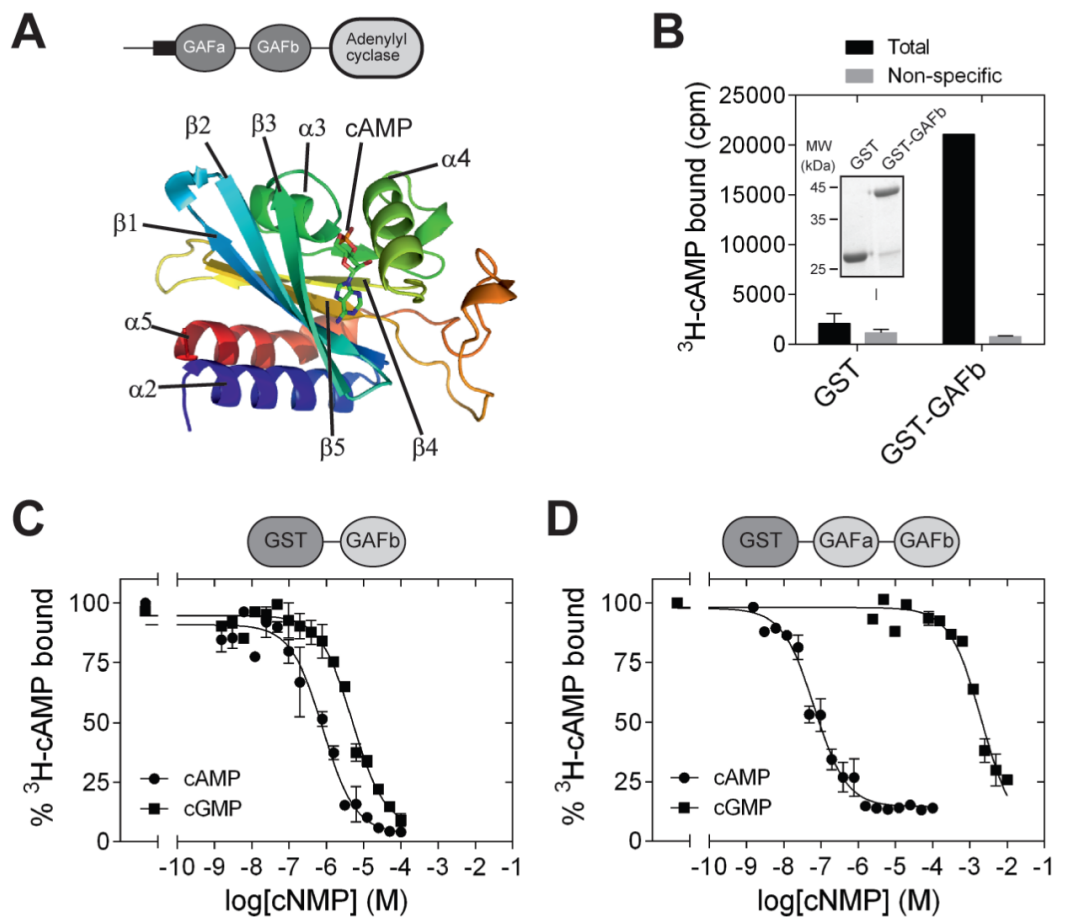 A
GAFa
GAFb
Adenylyl
cyclase
β2
β3
α3
cAMP
α4
β1
α5
α2
β5
β4
B
Total
Non-specific
3H-cAMP bound (cpm)
25000
20000
15000
10000
5000
0
MW
(kDa)
GST
GST-GAFb
45
35
25
GST
GST-GAFb
C
GST
GAFb
% 3H-cAMP bound
100
75
50
25
0
cAMP
cGMP
-10 -9 -8 -7 -6 -5 -4 -3 -2 -1
log[cNMP] (M)
D
GST
GAFa
GAFb
% 3H-cAMP bound
100
75
50
25
0
cAMP
cGMP
-10 -9 -8 -7 -6 -5 -4 -3 -2 -1
log[cNMP] (M)